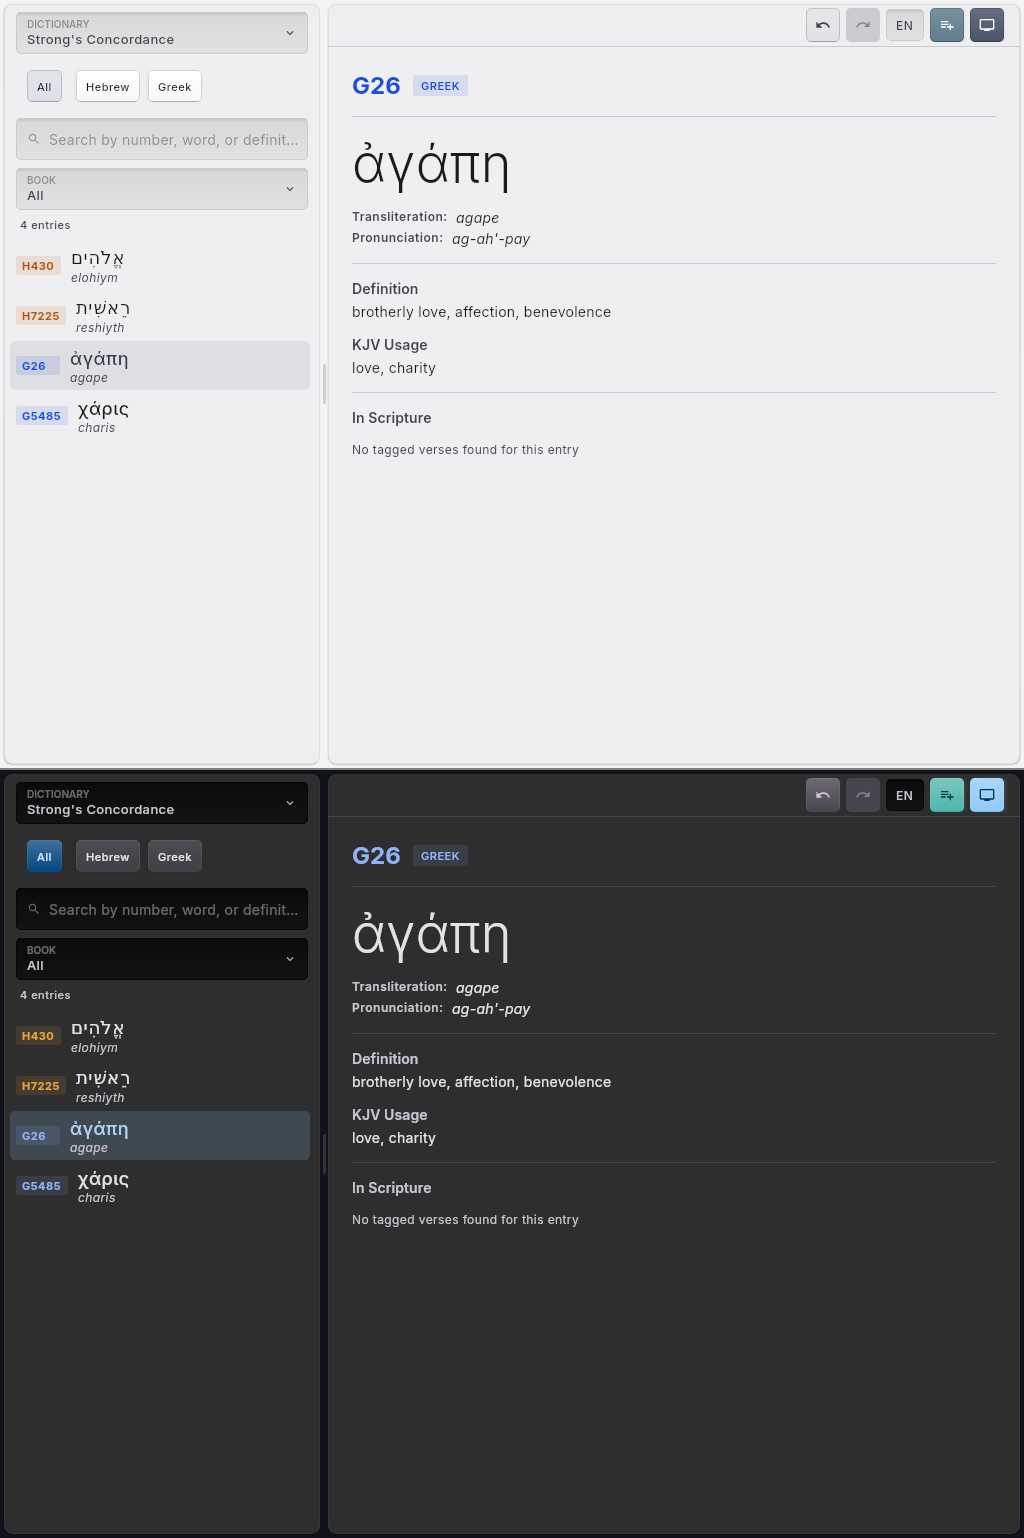 DICTIONARY
Strong's Concordance
All
Hebrew
Greek
Search by number, word, or definit...
BOOK
All
4 entries
H430
אֱלֹהִים
elohiym
H7225
רֵאשִׁית
reshiyth
G26
ἀγάπη
agape
G5485
χάρις
charis
EN
G26
GREEK
ἀγάπη
Transliteration: agape
Pronunciation: ag-ah'-pay
Definition
brotherly love, affection, benevolence
KJV Usage
love, charity
In Scripture
No tagged verses found for this entry
DICTIONARY
Strong's Concordance
All
Hebrew
Greek
Search by number, word, or definit...
BOOK
All
4 entries
H430
אֱלֹהִים
elohiym
H7225
רֵאשִׁית
reshiyth
G26
ἀγάπη
agape
G5485
χάρις
charis
EN
G26
GREEK
ἀγάπη
Transliteration: agape
Pronunciation: ag-ah'-pay
Definition
brotherly love, affection, benevolence
KJV Usage
love, charity
In Scripture
No tagged verses found for this entry